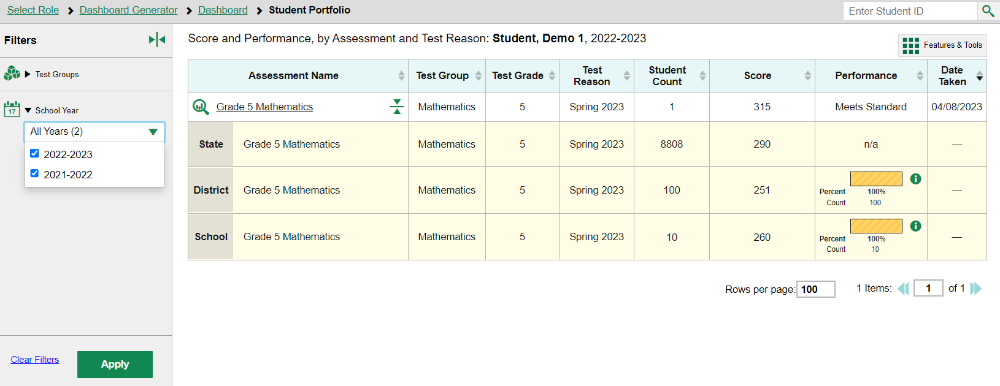 Select Role Dashboard Generator Dashboard Student Portfolio
Enter Student ID
Filters
Test Groups
17 School Year
All Years (2)
2022-2023
2021-2022
Clear Filters Apply
Score and Performance, by Assessment and Test Reason: Student, Demo 1, 2022-2023
Features & Tools
Assessment Name Test Group Test Grade Test Reason Student Count Score Performance Date Taken
Grade 5 Mathematics Mathematics 5 Spring 2023 1 315 Meets Standard 04/08/2023
State Grade 5 Mathematics Mathematics 5 Spring 2023 8808 290 n/a —
District Grade 5 Mathematics Mathematics 5 Spring 2023 100 251 —
Percent 100%
Count 100
School Grade 5 Mathematics Mathematics 5 Spring 2023 10 260 —
Percent 100%
Count 10
Rows per page: 100 1 Items: 1 of 1